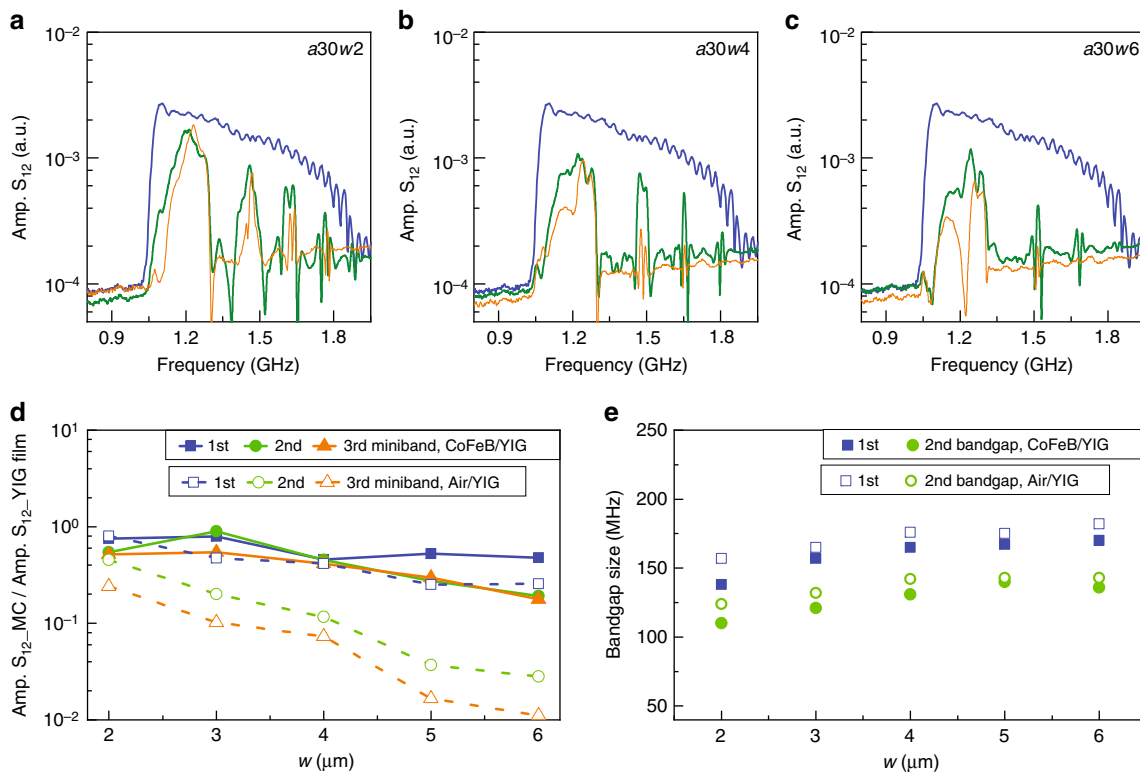 a
b
c
a30w2
a30w4
a30w6
10⁻²
10⁻³
10⁻⁴
Amp. S₁₂ (a.u.)
0.9 1.2 1.5 1.8
Frequency (GHz)
10⁻²
10⁻³
10⁻⁴
Amp. S₁₂ (a.u.)
0.9 1.2 1.5 1.8
Frequency (GHz)
10⁻²
10⁻³
10⁻⁴
Amp. S₁₂ (a.u.)
0.9 1.2 1.5 1.8
Frequency (GHz)
d
10¹
10⁰
10⁻¹
10⁻²
Amp. S₁₂_MC / Amp. S₁₂_YIG film
1st 2nd 3rd miniband, CoFeB/YIG
1st 2nd 3rd miniband, Air/YIG
2 3 4 5 6
w (μm)
e
250
200
150
100
50
Bandgap size (MHz)
1st 2nd bandgap, CoFeB/YIG
1st 2nd bandgap, Air/YIG
2 3 4 5 6
w (μm)